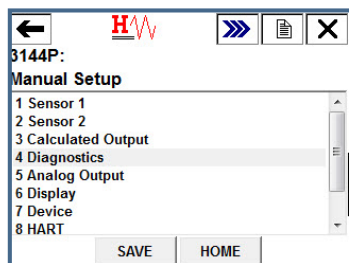 H
3144P:
Manual Setup
1 Sensor 1
2 Sensor 2
3 Calculated Output
4 Diagnostics
5 Analog Output
6 Display
7 Device
8 HART
SAVE HOME